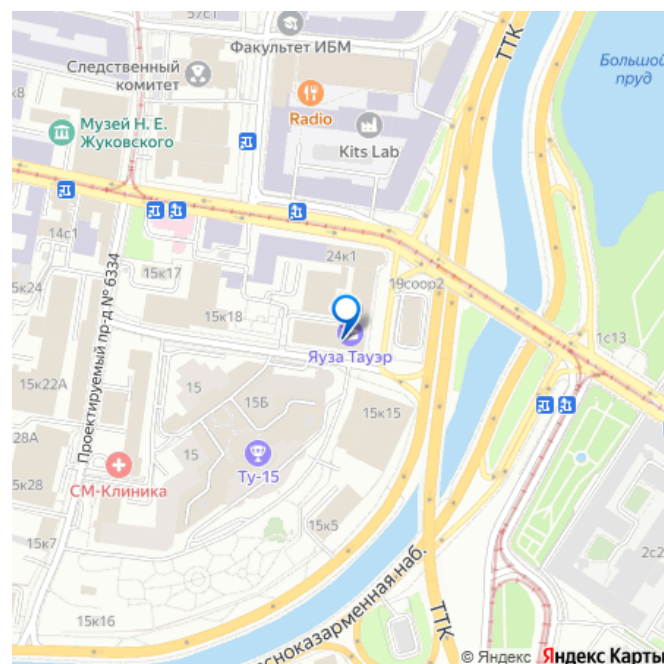 57с1
Факультет ИБМ
ТТК
Большой
пруд
Следственный
комитет
Radio
Музей Н. Е.
Жуковского
Kits Lab
14с1
24к1
15к17
19соор2
15к24
Проектируемый пр-д № 6334
15к18
1с13
Яуза Тауэр
15к22А
15
15Б
15к15
28А
15
15к28
СМ-Клиника
Ту-15
15к5
15к7
2с2
15к16
сноказарменная наб.
ТТК
© Яндекс Яндекс Карты